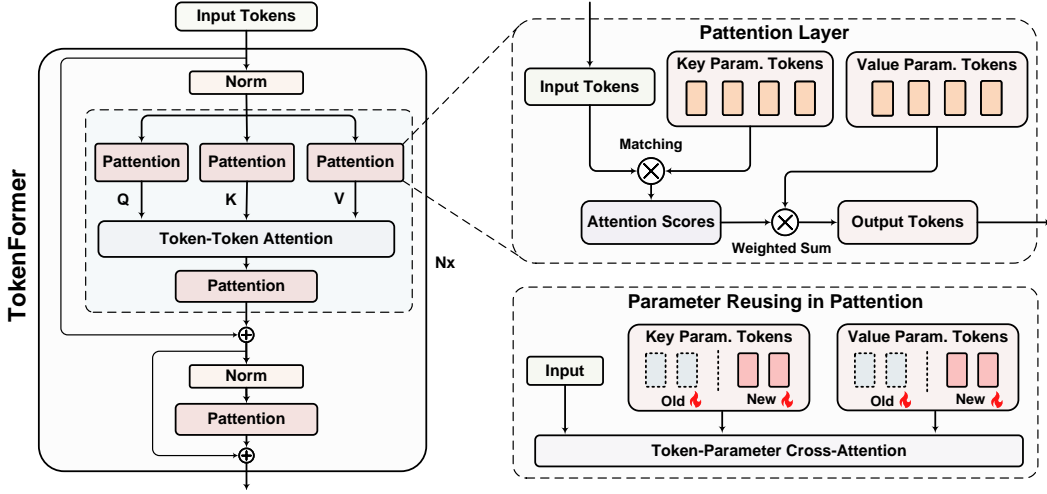 TokenFormer
Input Tokens
Norm
Pattention
Pattention
Pattention
Q
K
V
Token-Token Attention
Pattention
Nx
Norm
Pattention
Pattention Layer
Input Tokens
Key Param. Tokens
Value Param. Tokens
Matching
Attention Scores
Weighted Sum
Output Tokens
Parameter Reusing in Pattention
Input
Key Param. Tokens
Old
New
Value Param. Tokens
Old
New
Token-Parameter Cross-Attention